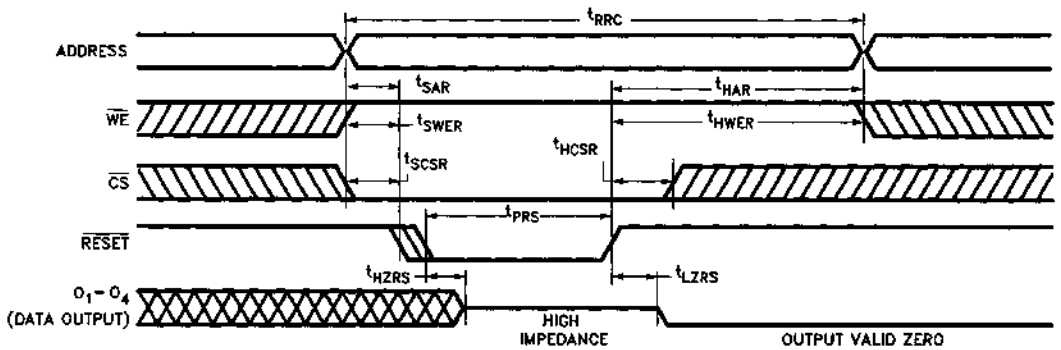 tRRC
ADDRESS
tSAR
tHAR
WE
tSWER
tHWER
tSCSR
tHCSR
CS
tPRS
RESET
tHZRS
tLZRS
O1–O4
(DATA OUTPUT)
HIGH
IMPEDANCE
OUTPUT VALID ZERO